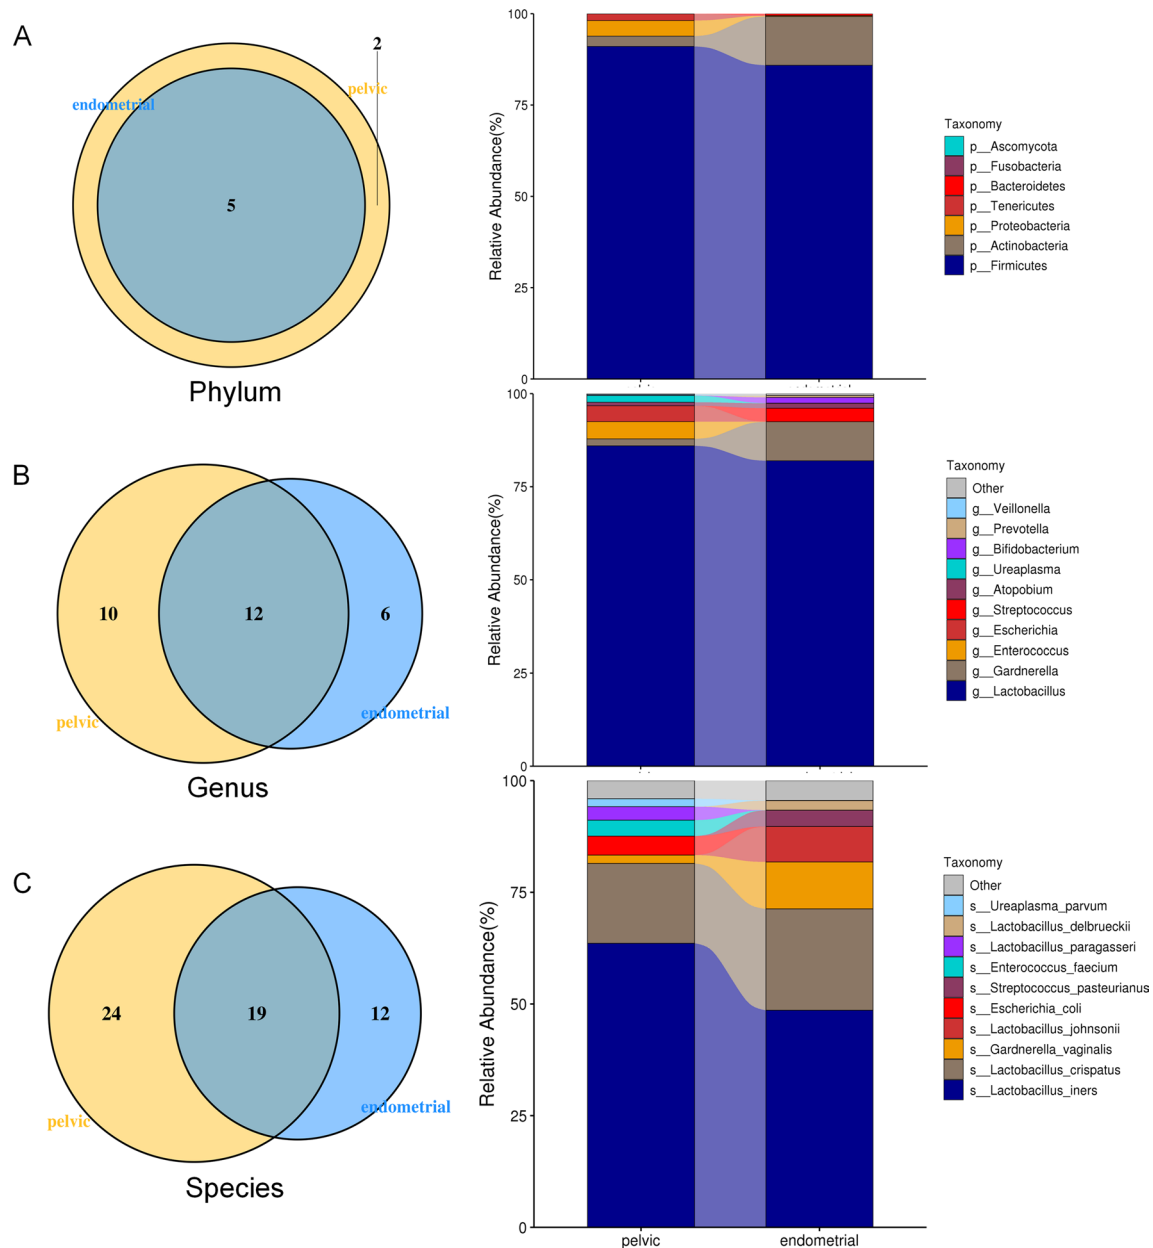 A
2
endometrial
pelvic
5
Phylum
100
75
50
25
0
Relative Abundance(%)
Taxonomy
p__Ascomycota
p__Fusobacteria
p__Bacteroidetes
p__Tenericutes
p__Proteobacteria
p__Actinobacteria
p__Firmicutes
B
10
12
6
pelvic
endometrial
Genus
100
75
50
25
0
Relative Abundance(%)
Taxonomy
Other
g__Veillonella
g__Prevotella
g__Bifidobacterium
g__Ureaplasma
g__Atopobium
g__Streptococcus
g__Escherichia
g__Enterococcus
g__Gardnerella
g__Lactobacillus
C
24
19
12
pelvic
endometrial
Species
100
75
50
25
0
Relative Abundance(%)
pelvic
endometrial
Taxonomy
Other
s__Ureaplasma_parvum
s__Lactobacillus_delbrueckii
s__Lactobacillus_paragasseri
s__Enterococcus_faecium
s__Streptococcus_pasteurianus
s__Escherichia_coli
s__Lactobacillus_johnsonii
s__Gardnerella_vaginalis
s__Lactobacillus_crispatus
s__Lactobacillus_iners